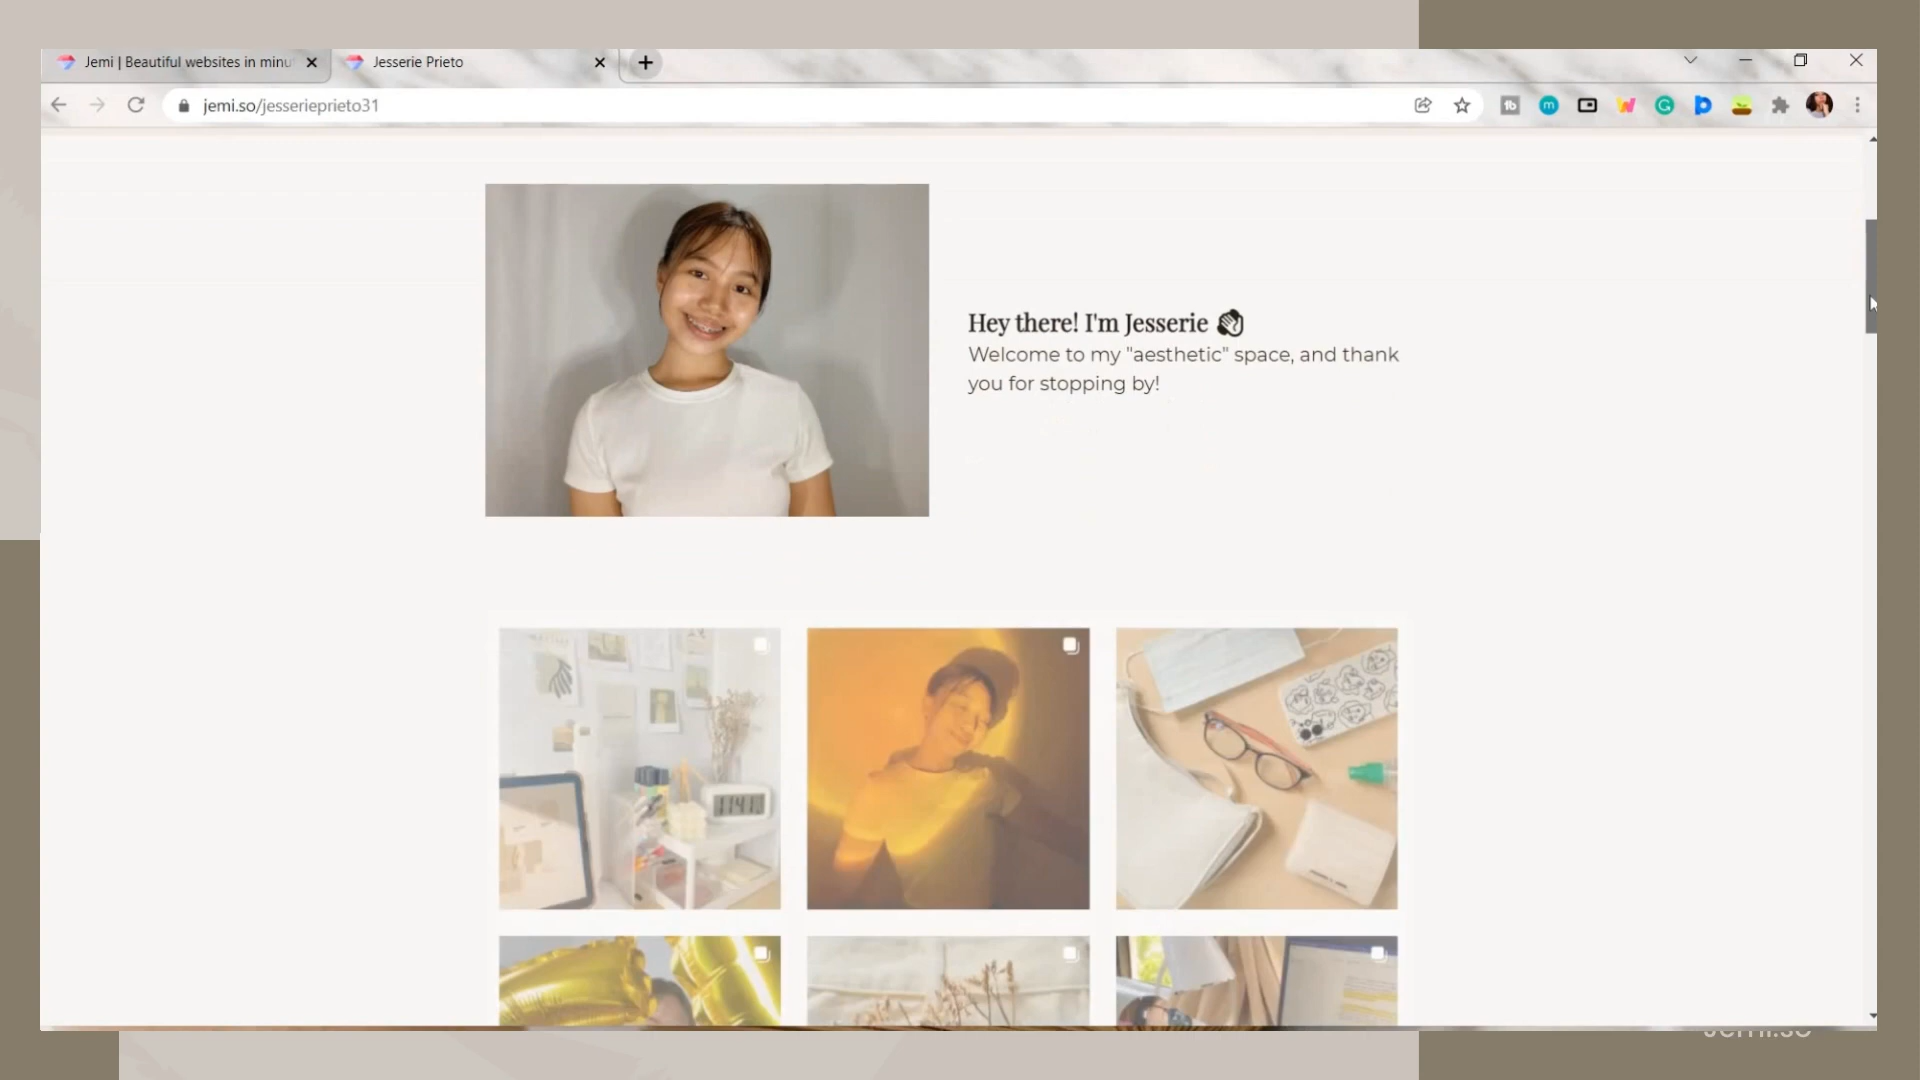 Jemi | Beautiful websites in minu
Jesserie Prieto
jemi.so/jesserieprieto31
Hey there! I'm Jesserie
Welcome to my "aesthetic" space, and thank
you for stopping by!